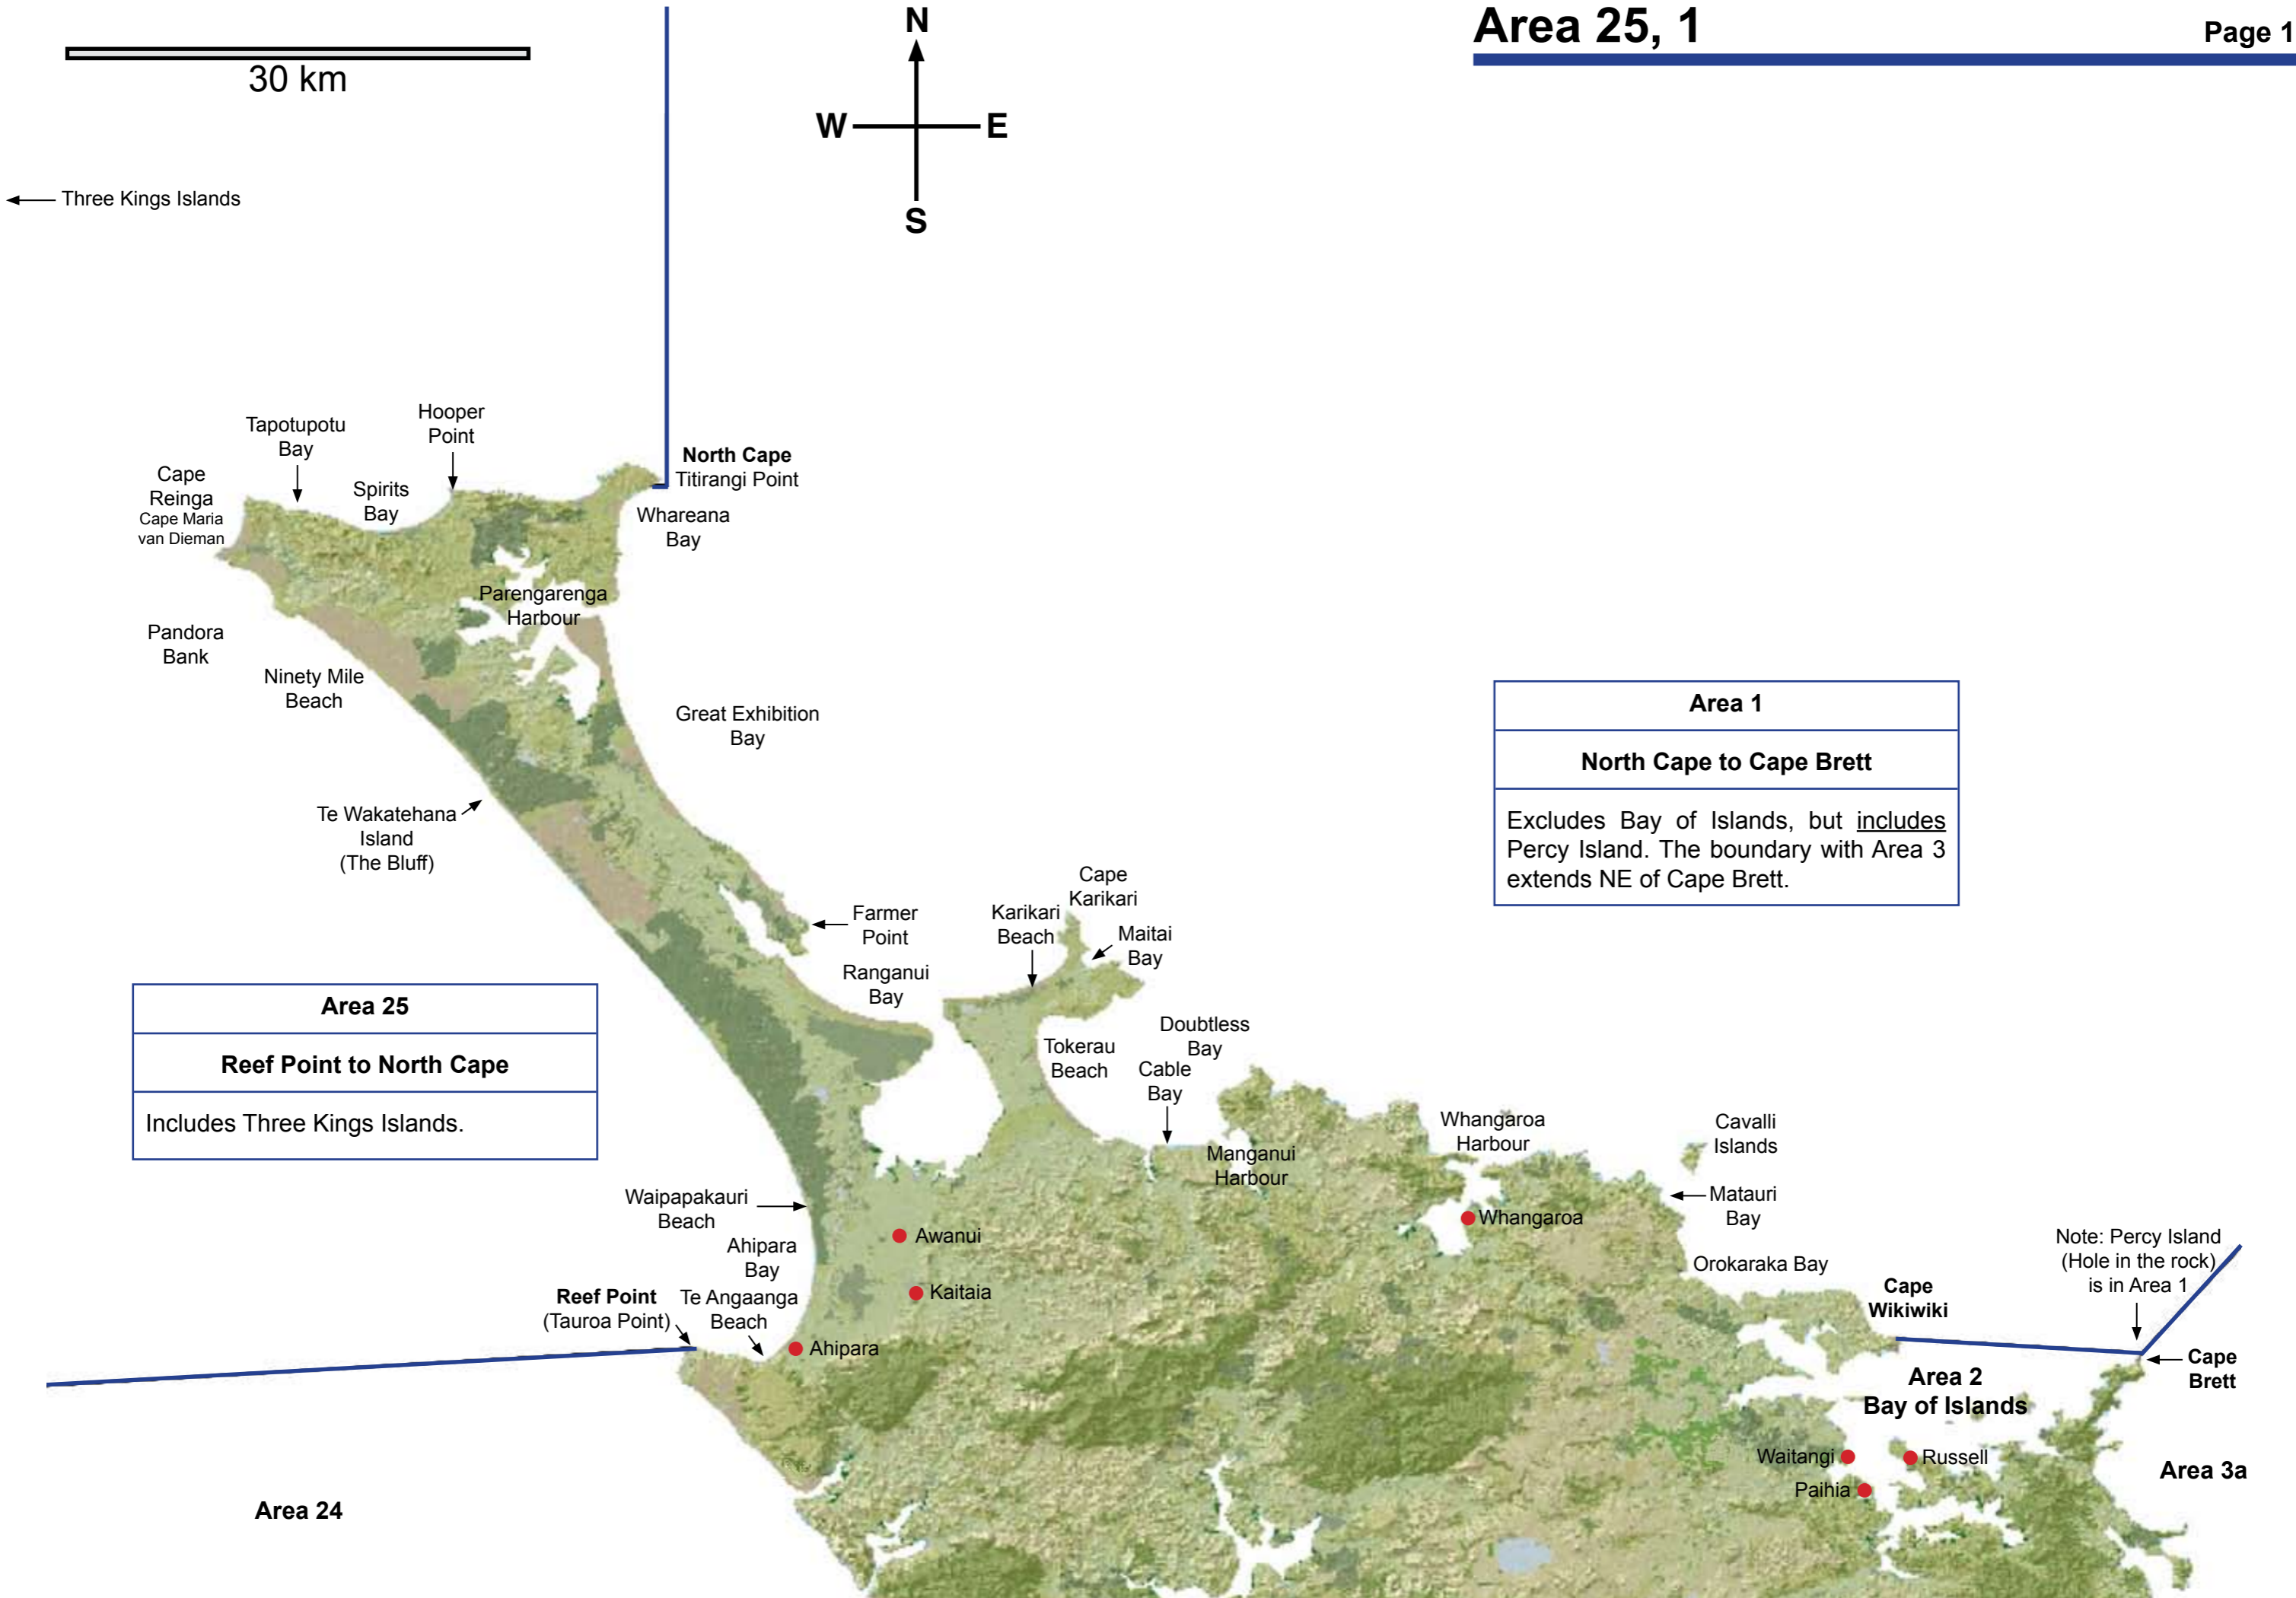 Area 25, 1
Page 1
30 km
N
W
E
S
Three Kings Islands
Hooper
Point
Tapotupotu
Bay
North Cape
Titirangi Point
Cape
Reinga
Cape Maria
van Dieman
Spirits
Bay
Whareana
Bay
Parengarenga
Harbour
Pandora
Bank
Ninety Mile
Beach
Great Exhibition
Bay
Area 1
North Cape to Cape Brett
Excludes Bay of Islands, but includes
Percy Island. The boundary with Area 3
extends NE of Cape Brett.
Te Wakatehana
Island
(The Bluff)
Cape
Karikari
Farmer
Point
Karikari
Beach
Maitai
Bay
Ranganui
Bay
Area 25
Reef Point to North Cape
Includes Three Kings Islands.
Doubtless
Bay
Tokerau
Beach
Cable
Bay
Whangaroa
Harbour
Cavalli
Islands
Manganui
Harbour
Waipapakauri
Beach
Matauri
Bay
Whangaroa
Awanui
Ahipara
Bay
Note: Percy Island
(Hole in the rock)
is in Area 1
Orokaraka Bay
Kaitaia
Cape
Wikiwiki
Reef Point
(Tauroa Point)
Te Angaanga
Beach
Ahipara
Cape
Brett
Area 2
Bay of Islands
Waitangi
Russell
Paihia
Area 3a
Area 24